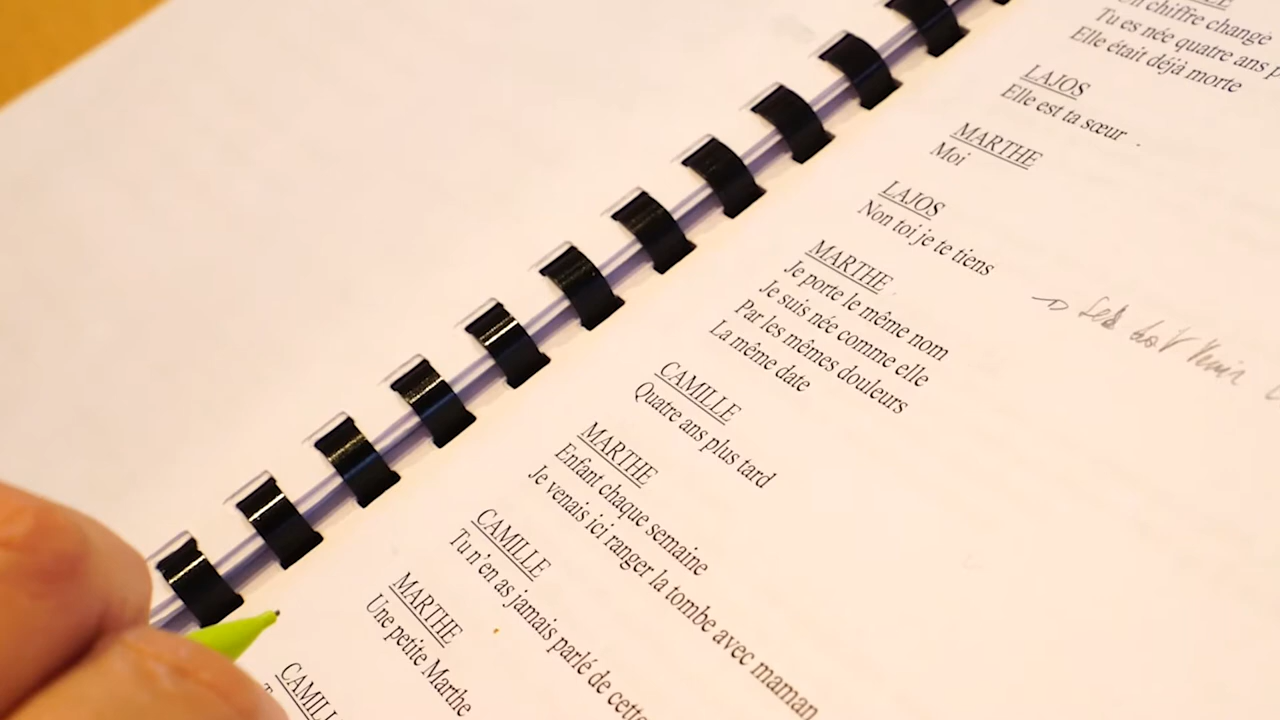 chiffre change
Tu es née quatre ans
Elle était déjà morte
LAJOS
Elle est ta sœur
MARTHE
Moi
LAJOS
Non toi je te tiens
MARTHE
Je porte le même nom
Je suis née comme elle
Par les mêmes douleurs
La même date
CAMILLE
Quatre ans plus tard
MARTHE
Enfant chaque semaine
Je venais ici ranger la tombe avec maman
CAMILLE
Tu n'en as jamais parlé de cette
MARTHE
Une petite Marthe